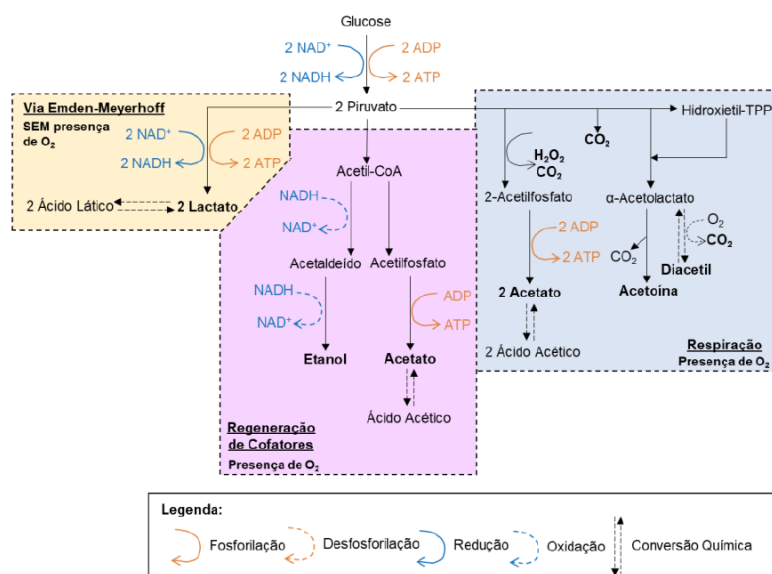 Glucose
2 NAD⁺ 2 ADP
2 NADH 2 ATP
2 Piruvato
Via Emden-Meyerhoff
SEM presença
de O₂
2 NAD⁺ 2 ADP
2 NADH 2 ATP
2 Ácido Lático 2 Lactato
Acetil-CoA
NADH
NAD⁺
Acetaldeído Acetilfosfato
NADH ADP
NAD⁺ ATP
Etanol Acetato
Ácido Acético
Regeneração
de Cofatores
Presença de O₂
Hidroxietil-TPP
CO₂
H₂O₂
CO₂
2-Acetilfosfato α-Acetolactato
2 ADP
2 ATP
O₂
CO₂ CO₂
Diacetil
2 Acetato Acetoína
2 Ácido Acético
Respiração
Presença de O₂
Legenda:
Fosforilação Desfosforilação Redução Oxidação Conversão Química